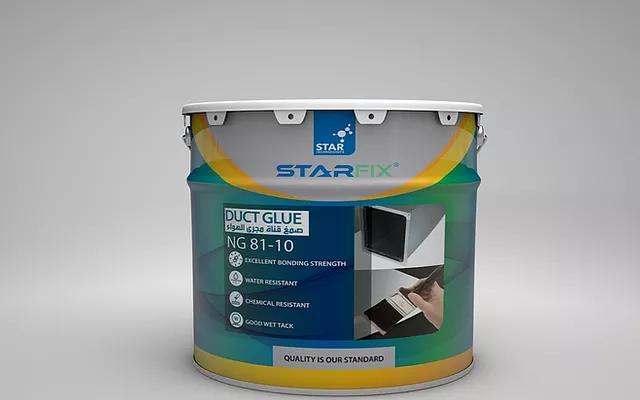 STAR
STARFIX®
DUCT GLUE
صمغ قناة مجرى الهواء
NG 81-10
EXCELLENT BONDING STRENGTH
WATER RESISTANT
CHEMICAL RESISTANT
GOOD WET TACK
QUALITY IS OUR STANDARD